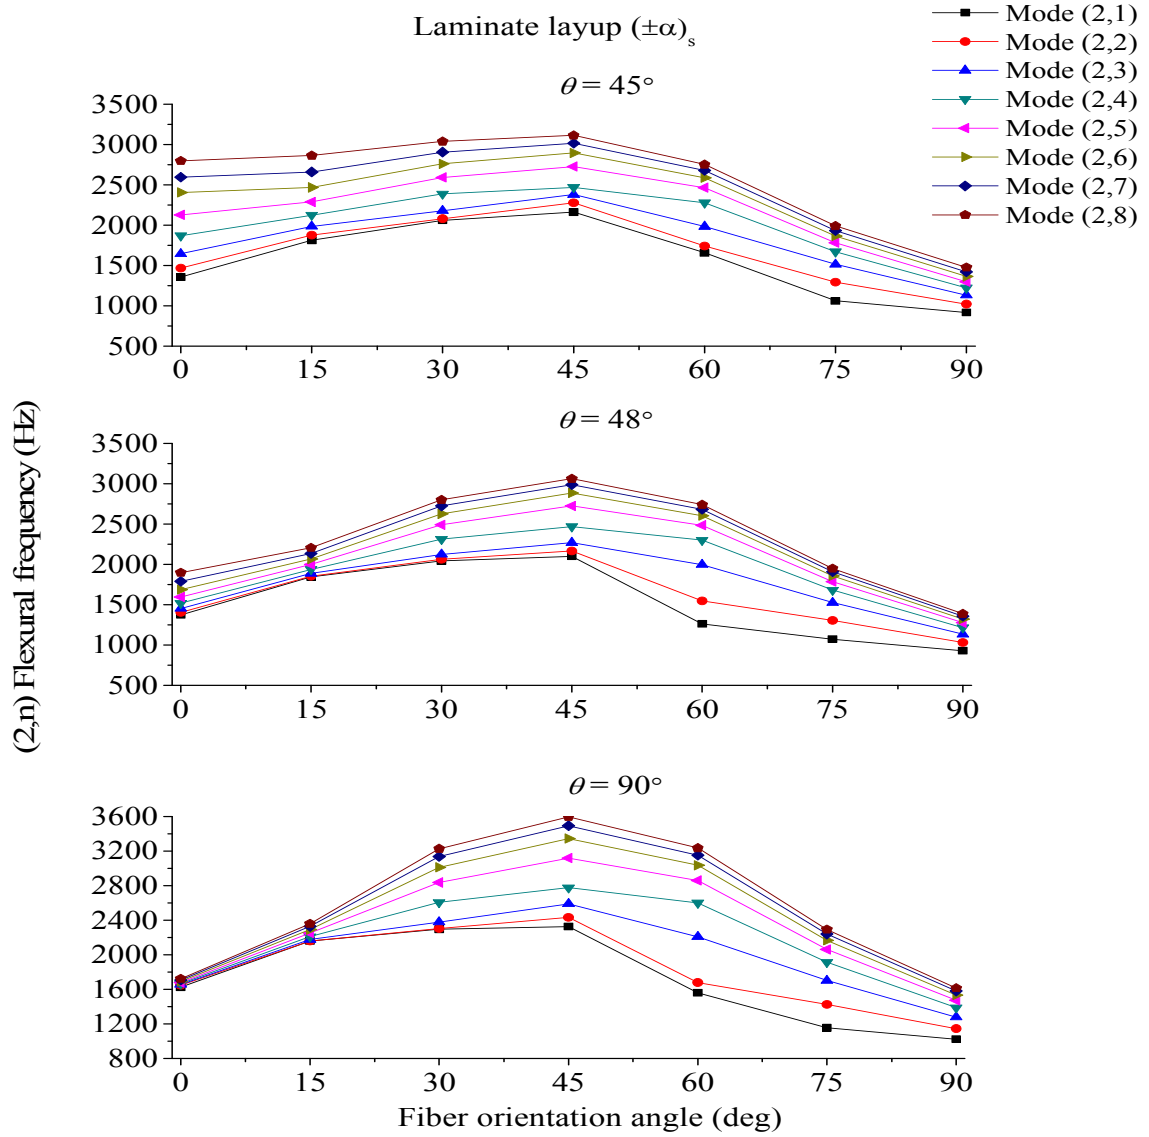 Laminate layup (±α)s
Mode (2,1)
Mode (2,2)
Mode (2,3)
Mode (2,4)
Mode (2,5)
Mode (2,6)
Mode (2,7)
Mode (2,8)
θ = 45°
3500
3000
2500
2000
1500
1000
500
0 15 30 45 60 75 90
θ = 48°
3500
3000
2500
2000
1500
1000
500
0 15 30 45 60 75 90
(2,n) Flexural frequency (Hz)
θ = 90°
3600
3200
2800
2400
2000
1600
1200
800
0 15 30 45 60 75 90
Fiber orientation angle (deg)